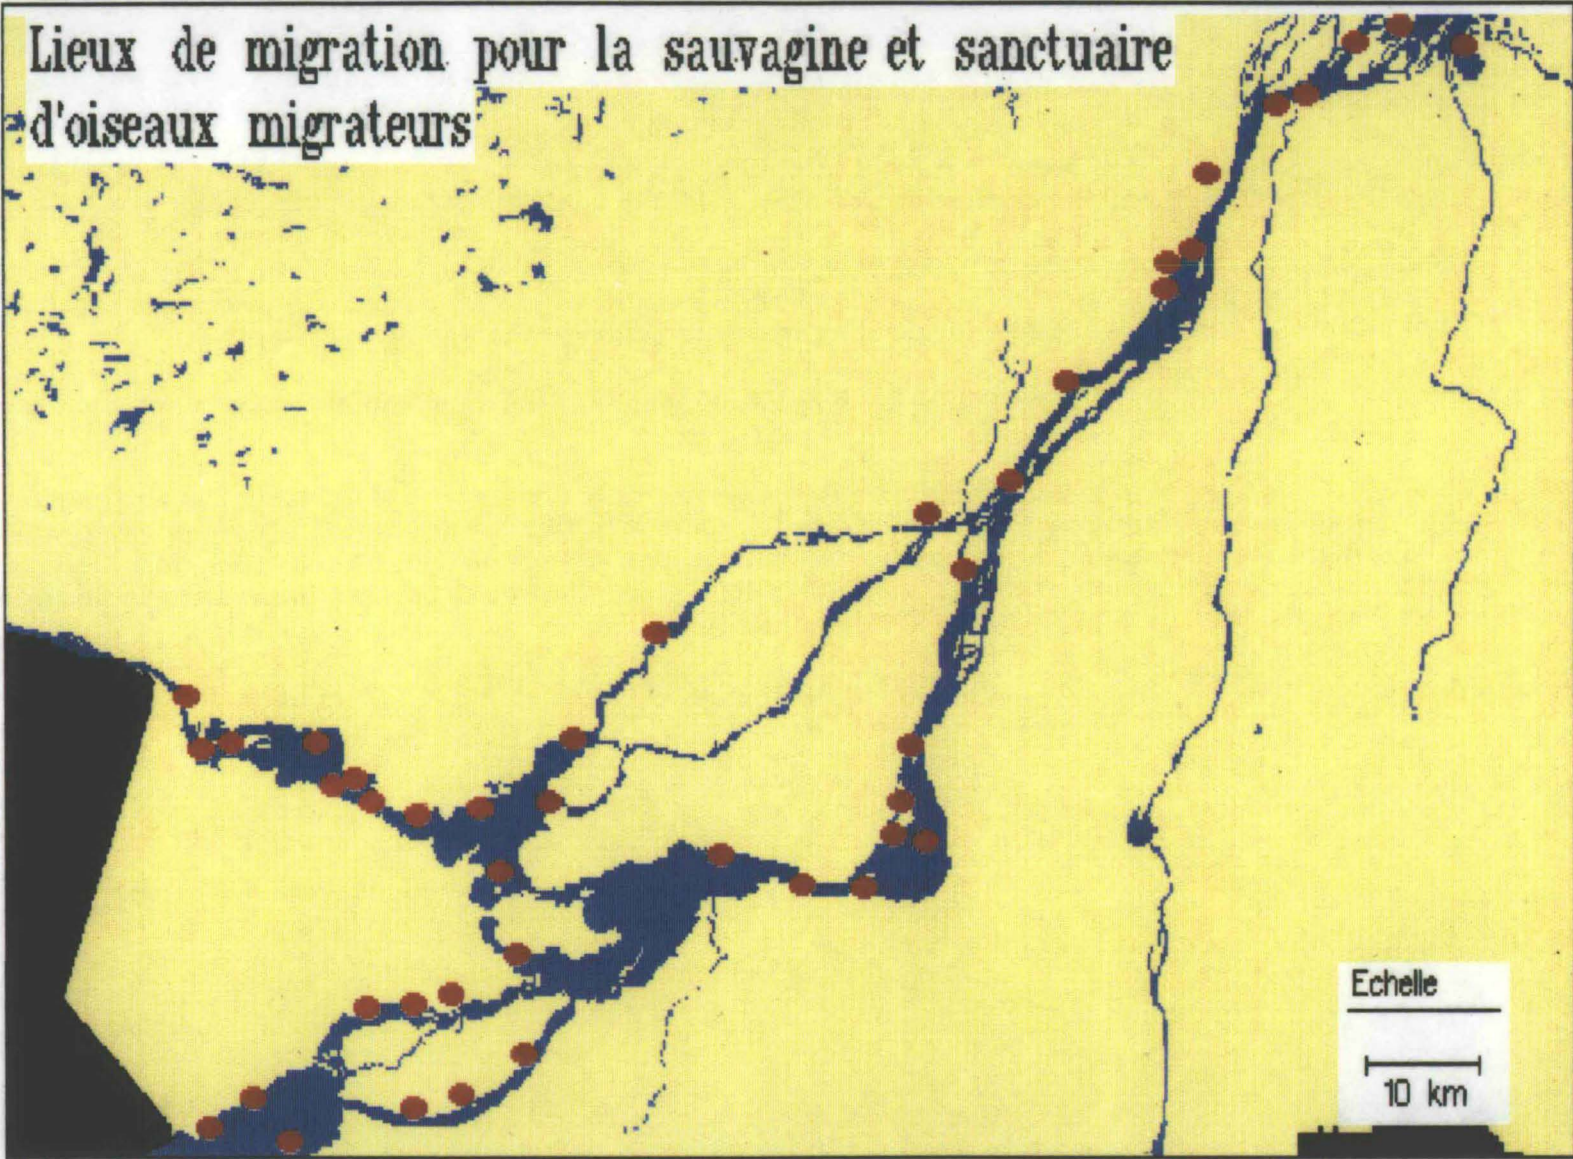 Lieux de migration pour la sauvagine et sanctuaire
d'oiseaux migrateurs
Echelle
10 km